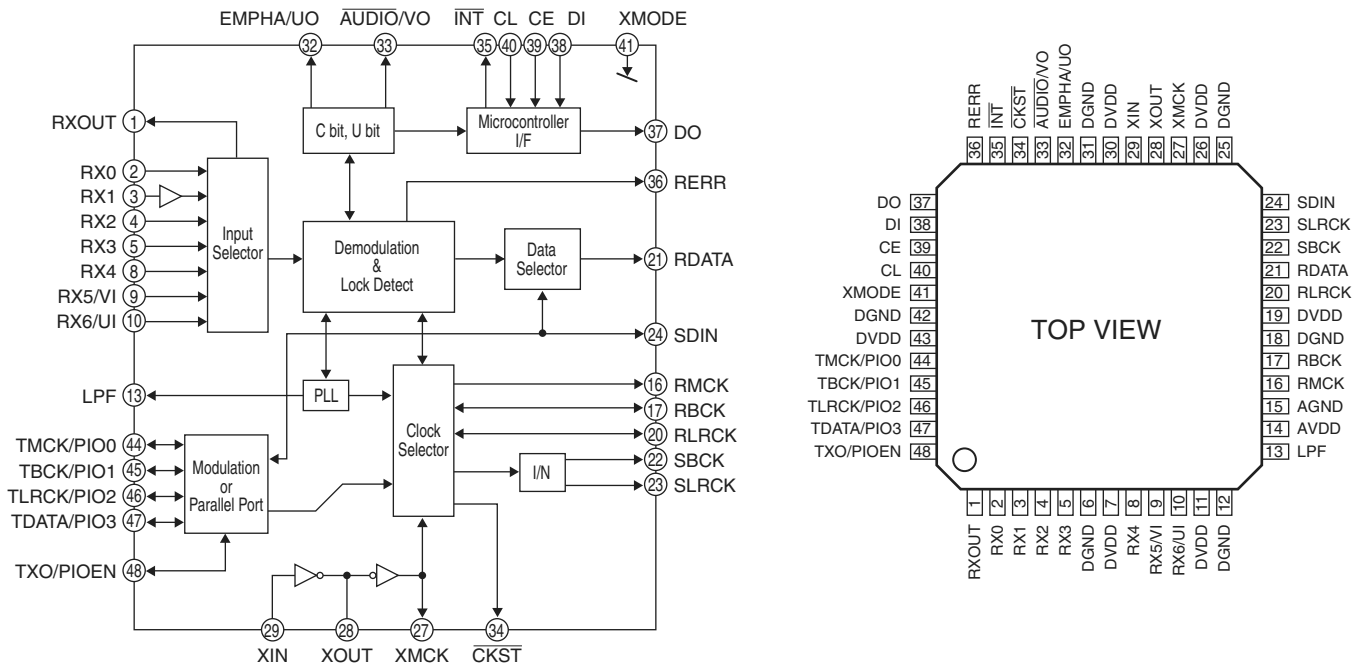 EMPHA/UO AUDIO/VO INT CL CE DI XMODE
32 33 35 40 39 38 41
RXOUT 1
C bit, U bit
Microcontroller
I/F
37 DO
RX0 2
RX1 3
RX2 4
RX3 5
RX4 8
RX5/VI 9
RX6/UI 10
Input
Selector
36 RERR
Demodulation
&
Lock Detect
Data
Selector
21 RDATA
24 SDIN
LPF 13
PLL
Clock
Selector
16 RMCK
17 RBCK
20 RLRCK
22 SBCK
23 SLRCK
I/N
TMCK/PIO0 44
TBCK/PIO1 45
TLRCK/PIO2 46
TDATA/PIO3 47
Modulation
or
Parallel Port
TXO/PIOEN 48
29 28 27 34
XIN XOUT XMCK CKST
RERR INT CKST AUDIO/VO EMPHA/UO DGND DVDD XIN XOUT XMCK DVDD DGND
36 35 34 33 32 31 30 29 28 27 26 25
DO 37
DI 38
CE 39
CL 40
XMODE 41
DGND 42
DVDD 43
TMCK/PIO0 44
TBCK/PIO1 45
TLRCK/PIO2 46
TDATA/PIO3 47
TXO/PIOEN 48
TOP VIEW
24 SDIN
23 SLRCK
22 SBCK
21 RDATA
20 RLRCK
19 DVDD
18 DGND
17 RBCK
16 RMCK
15 AGND
14 AVDD
13 LPF
1 2 3 4 5 6 7 8 9 10 11 12
RXOUT RX0 RX1 RX2 RX3 DGND DVDD RX4 RX5/VI RX6/UI DVDD DGND